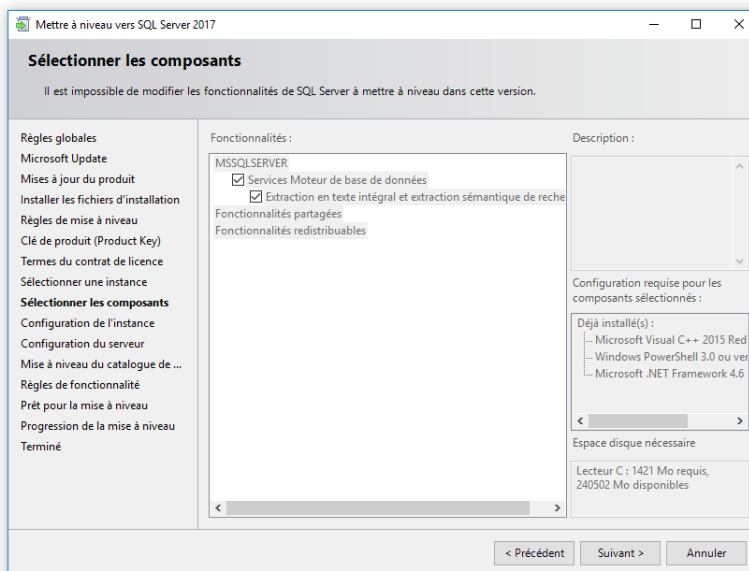 Mettre à niveau vers SQL Server 2017
Sélectionner les composants
Il est impossible de modifier les fonctionnalités de SQL Server à mettre à niveau dans cette version.
Règles globales
Microsoft Update
Mises à jour du produit
Installer les fichiers d'installation
Règles de mise à niveau
Clé de produit (Product Key)
Termes du contrat de licence
Sélectionner une instance
Sélectionner les composants
Configuration de l'instance
Configuration du serveur
Mise à niveau du catalogue de ...
Règles de fonctionnalité
Prêt pour la mise à niveau
Progression de la mise à niveau
Terminé
Fonctionnalités :
MSSQLSERVER
Services Moteur de base de données
Extraction en texte intégral et extraction sémantique de reche
Fonctionnalités partagées
Fonctionnalités redistribuables
Description :
Configuration requise pour les
composants sélectionnés :
Déjà installé(s) :
Microsoft Visual C++ 2015 Red
Windows PowerShell 3.0 ou ver
Microsoft .NET Framework 4.6
Espace disque nécessaire
Lecteur C : 1421 Mo requis,
240502 Mo disponibles
< Précédent
Suivant >
Annuler